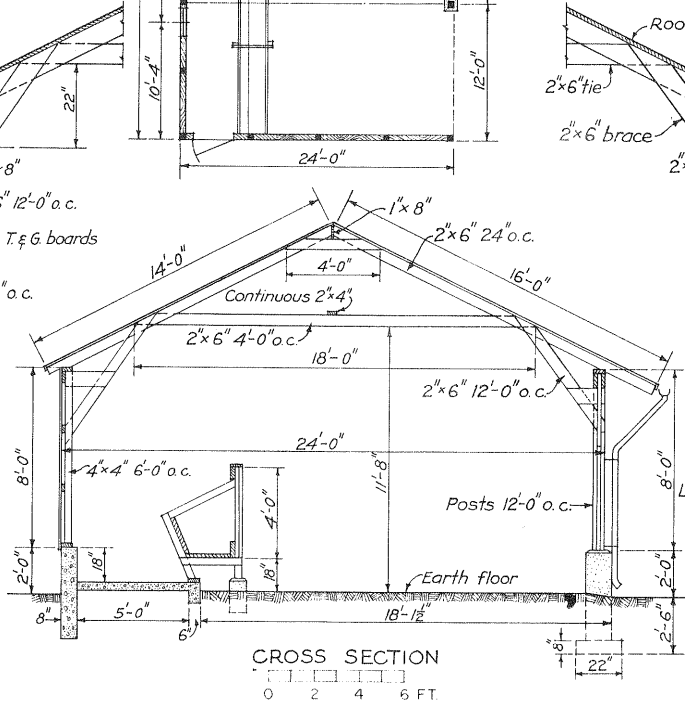 Roo
2"×6" tie
2"×6" brace
2"
22"
×8"
6" 12'-0" o.c.
T. & G. boards
" o.c.
10'-4"
12'-0"
24'-0"
1"×8"
2"×6" 24" o.c.
14'-0"
16'-0"
4'-0"
Continuous 2"×4"
2"×6" 4'-0" o.c.
18'-0"
2"×6" 12'-0" o.c.
24'-0"
8'-0"
4"×4" 6'-0" o.c.
11'-8"
4'-0"
Posts 12'-0" o.c.
8'-0"
L
2'-0"
18"
18"
Earth floor
2'-0"
8"
5'-0"
6"
18'-1½"
2'-6"
8"
22"
CROSS SECTION
0 2 4 6 FT.